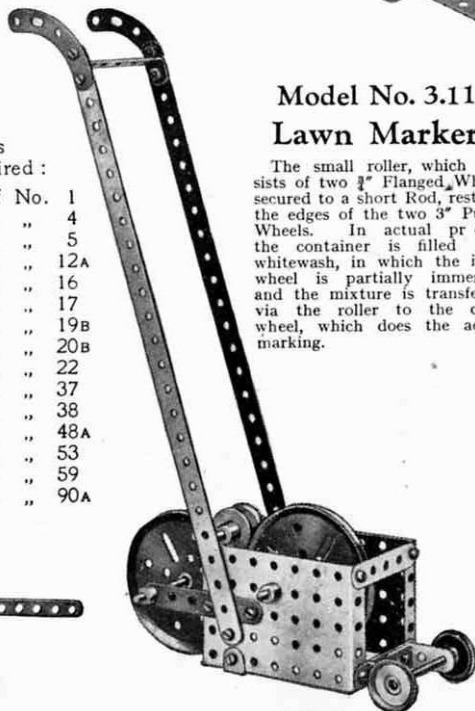 s
ired :
No. 1
„ 4
„ 5
„ 12A
„ 16
„ 17
„ 19B
„ 20B
„ 22
„ 37
„ 38
„ 48A
„ 53
„ 59
„ 90A
Model No. 3.11
Lawn Marker
The small roller, which
sists of two ¾" Flanged Wh
secured to a short Rod, rest
the edges of the two 3" Pu
Wheels. In actual pr
the container is filled
whitewash, in which the i
wheel is partially immer
and the mixture is transfe
via the roller to the
wheel, which does the a
marking.